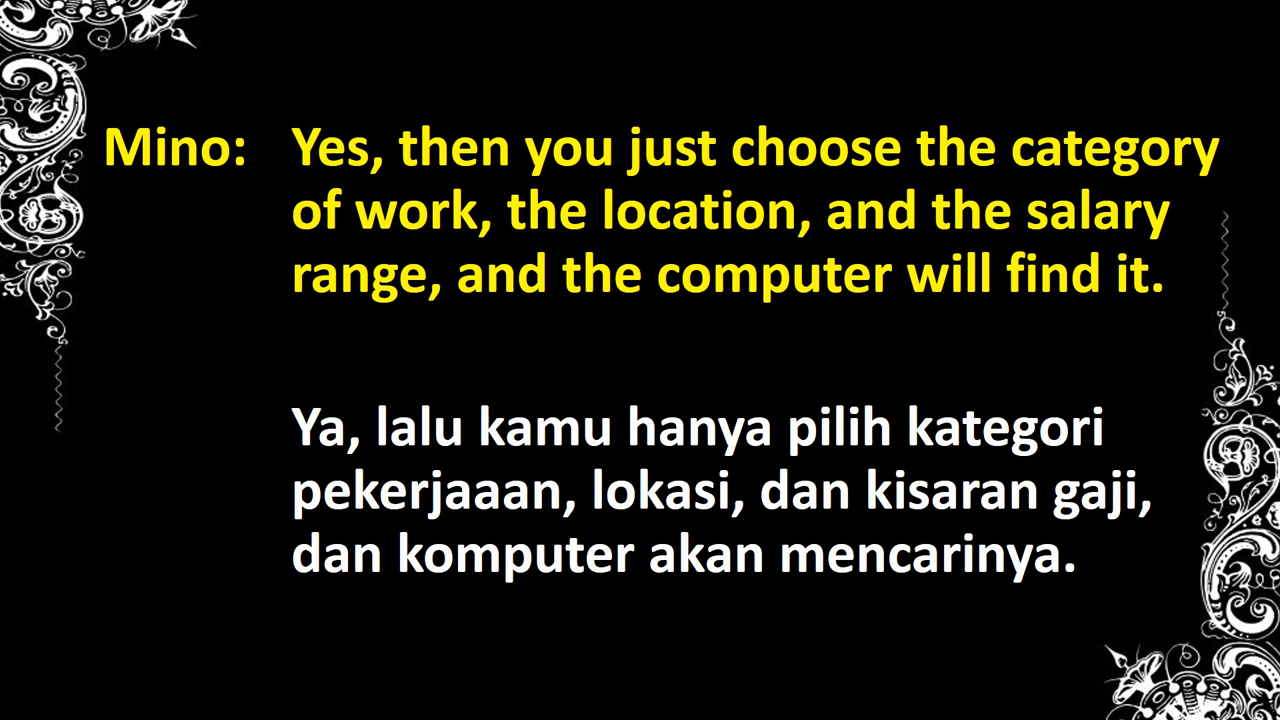 Mino: Yes, then you just choose the category
of work, the location, and the salary
range, and the computer will find it.
Ya, lalu kamu hanya pilih kategori
pekerjaaan, lokasi, dan kisaran gaji,
dan komputer akan mencarinya.